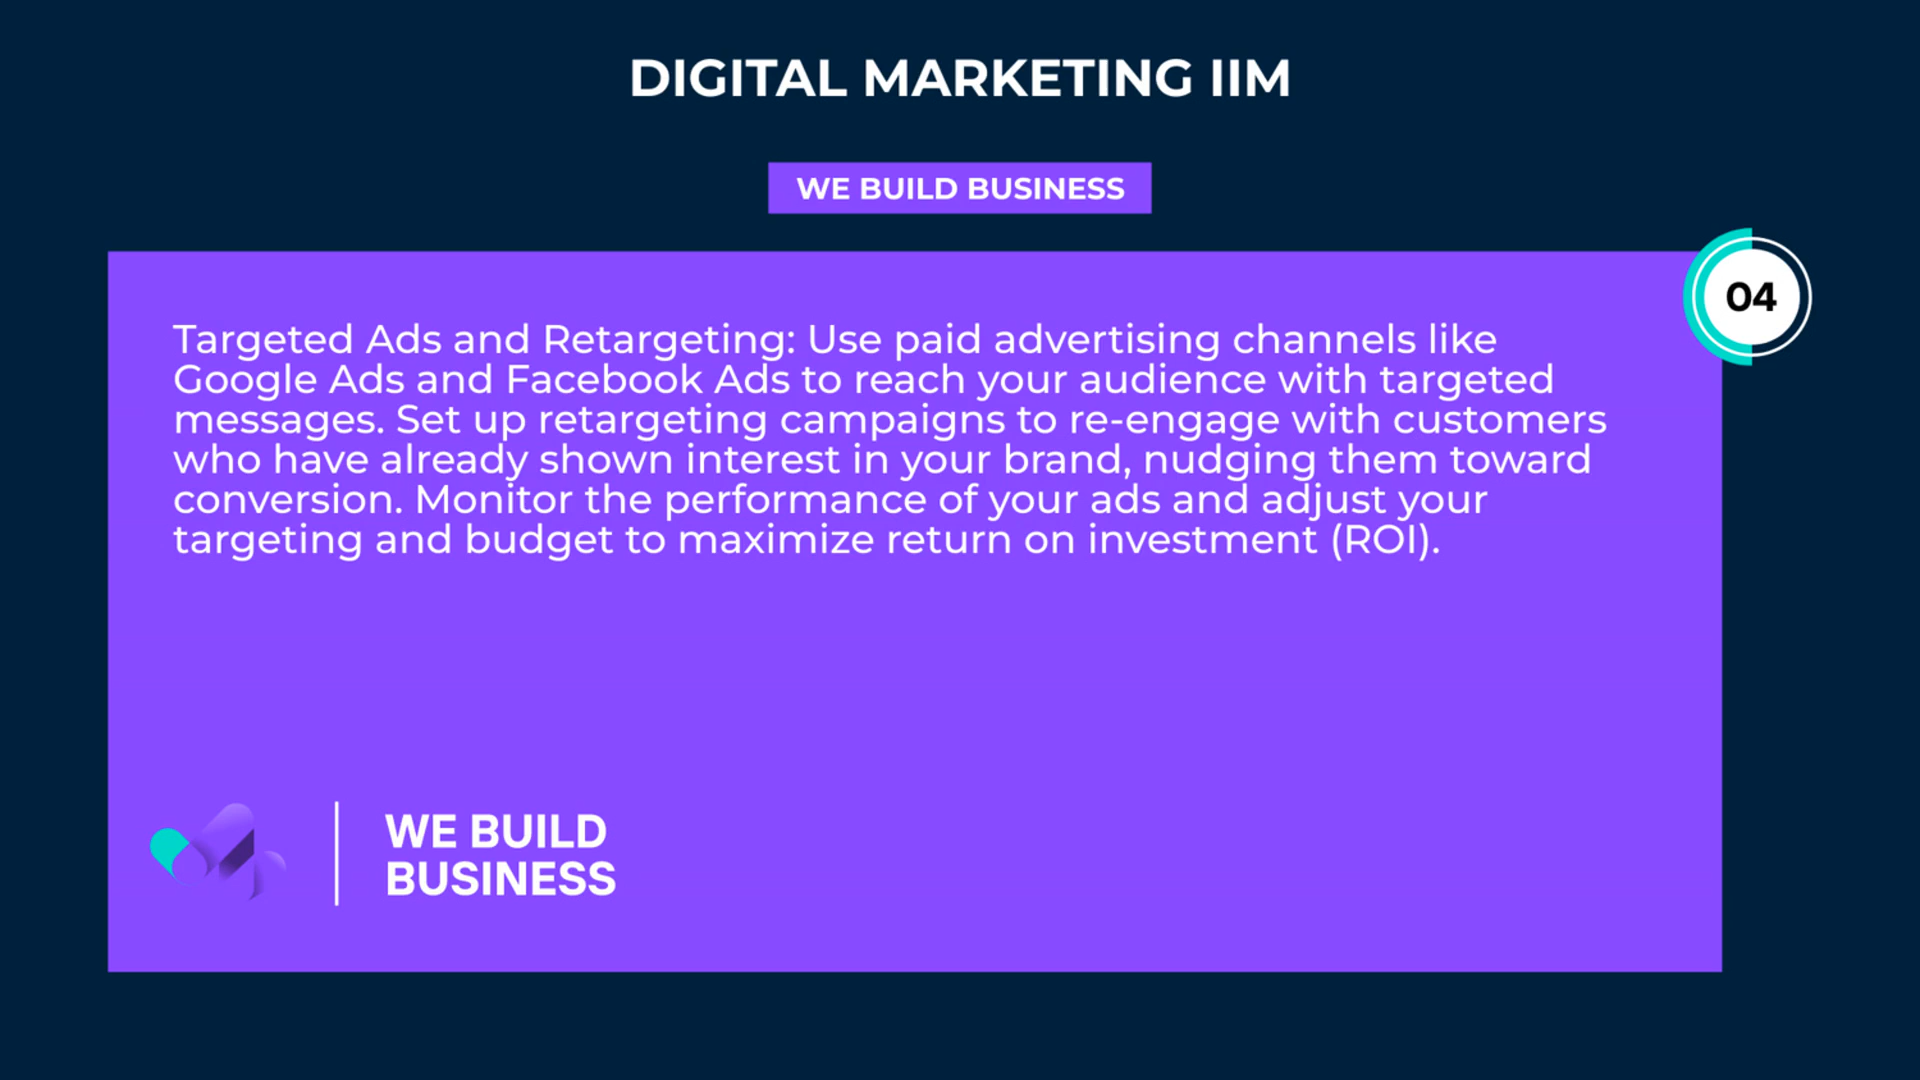 DIGITAL MARKETING IIM
WE BUILD BUSINESS
04
Targeted Ads and Retargeting: Use paid advertising channels like
Google Ads and Facebook Ads to reach your audience with targeted
messages. Set up retargeting campaigns to re-engage with customers
who have already shown interest in your brand, nudging them toward
conversion. Monitor the performance of your ads and adjust your
targeting and budget to maximize return on investment (ROI).
WE BUILD
BUSINESS